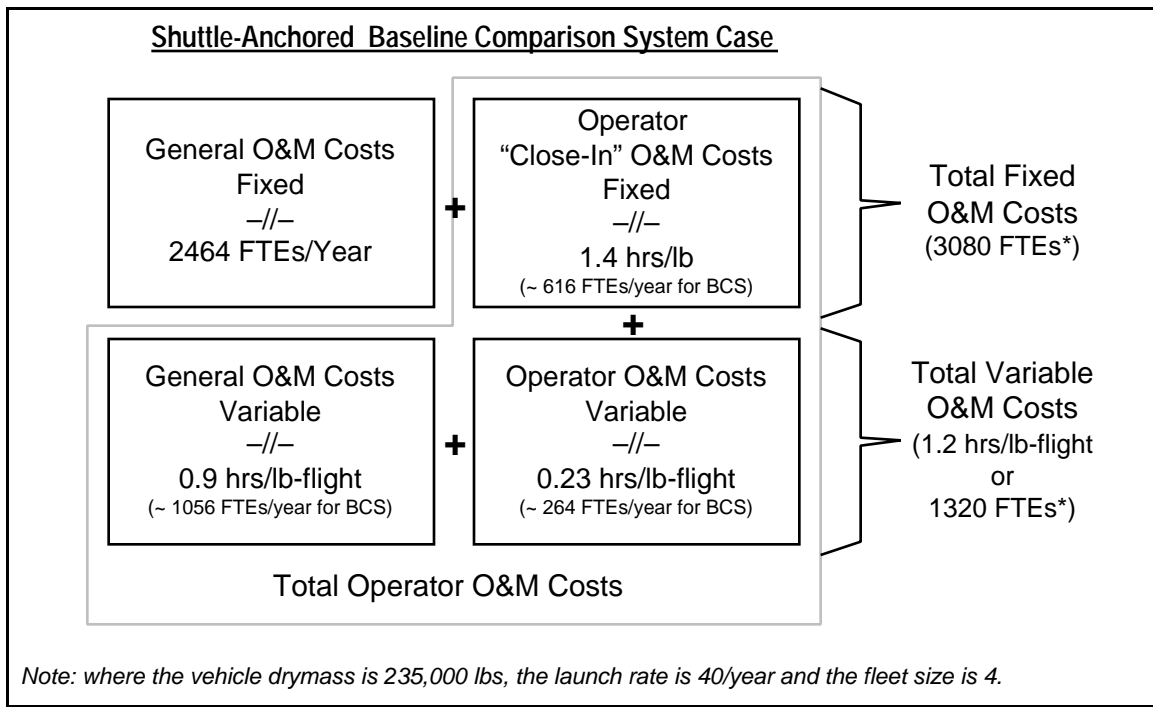 Shuttle-Anchored Baseline Comparison System Case
General O&M Costs
Fixed
–//–
2464 FTEs/Year
+
Operator
“Close-In” O&M Costs
Fixed
–//–
1.4 hrs/lb
(~ 616 FTEs/year for BCS)
Total Fixed
O&M Costs
(3080 FTEs*)
+
General O&M Costs
Variable
–//–
0.9 hrs/lb-flight
(~ 1056 FTEs/year for BCS)
+
Operator O&M Costs
Variable
–//–
0.23 hrs/lb-flight
(~ 264 FTEs/year for BCS)
Total Variable
O&M Costs
(1.2 hrs/lb-flight
or
1320 FTEs*)
Total Operator O&M Costs
Note: where the vehicle drymass is 235,000 lbs, the launch rate is 40/year and the fleet size is 4.